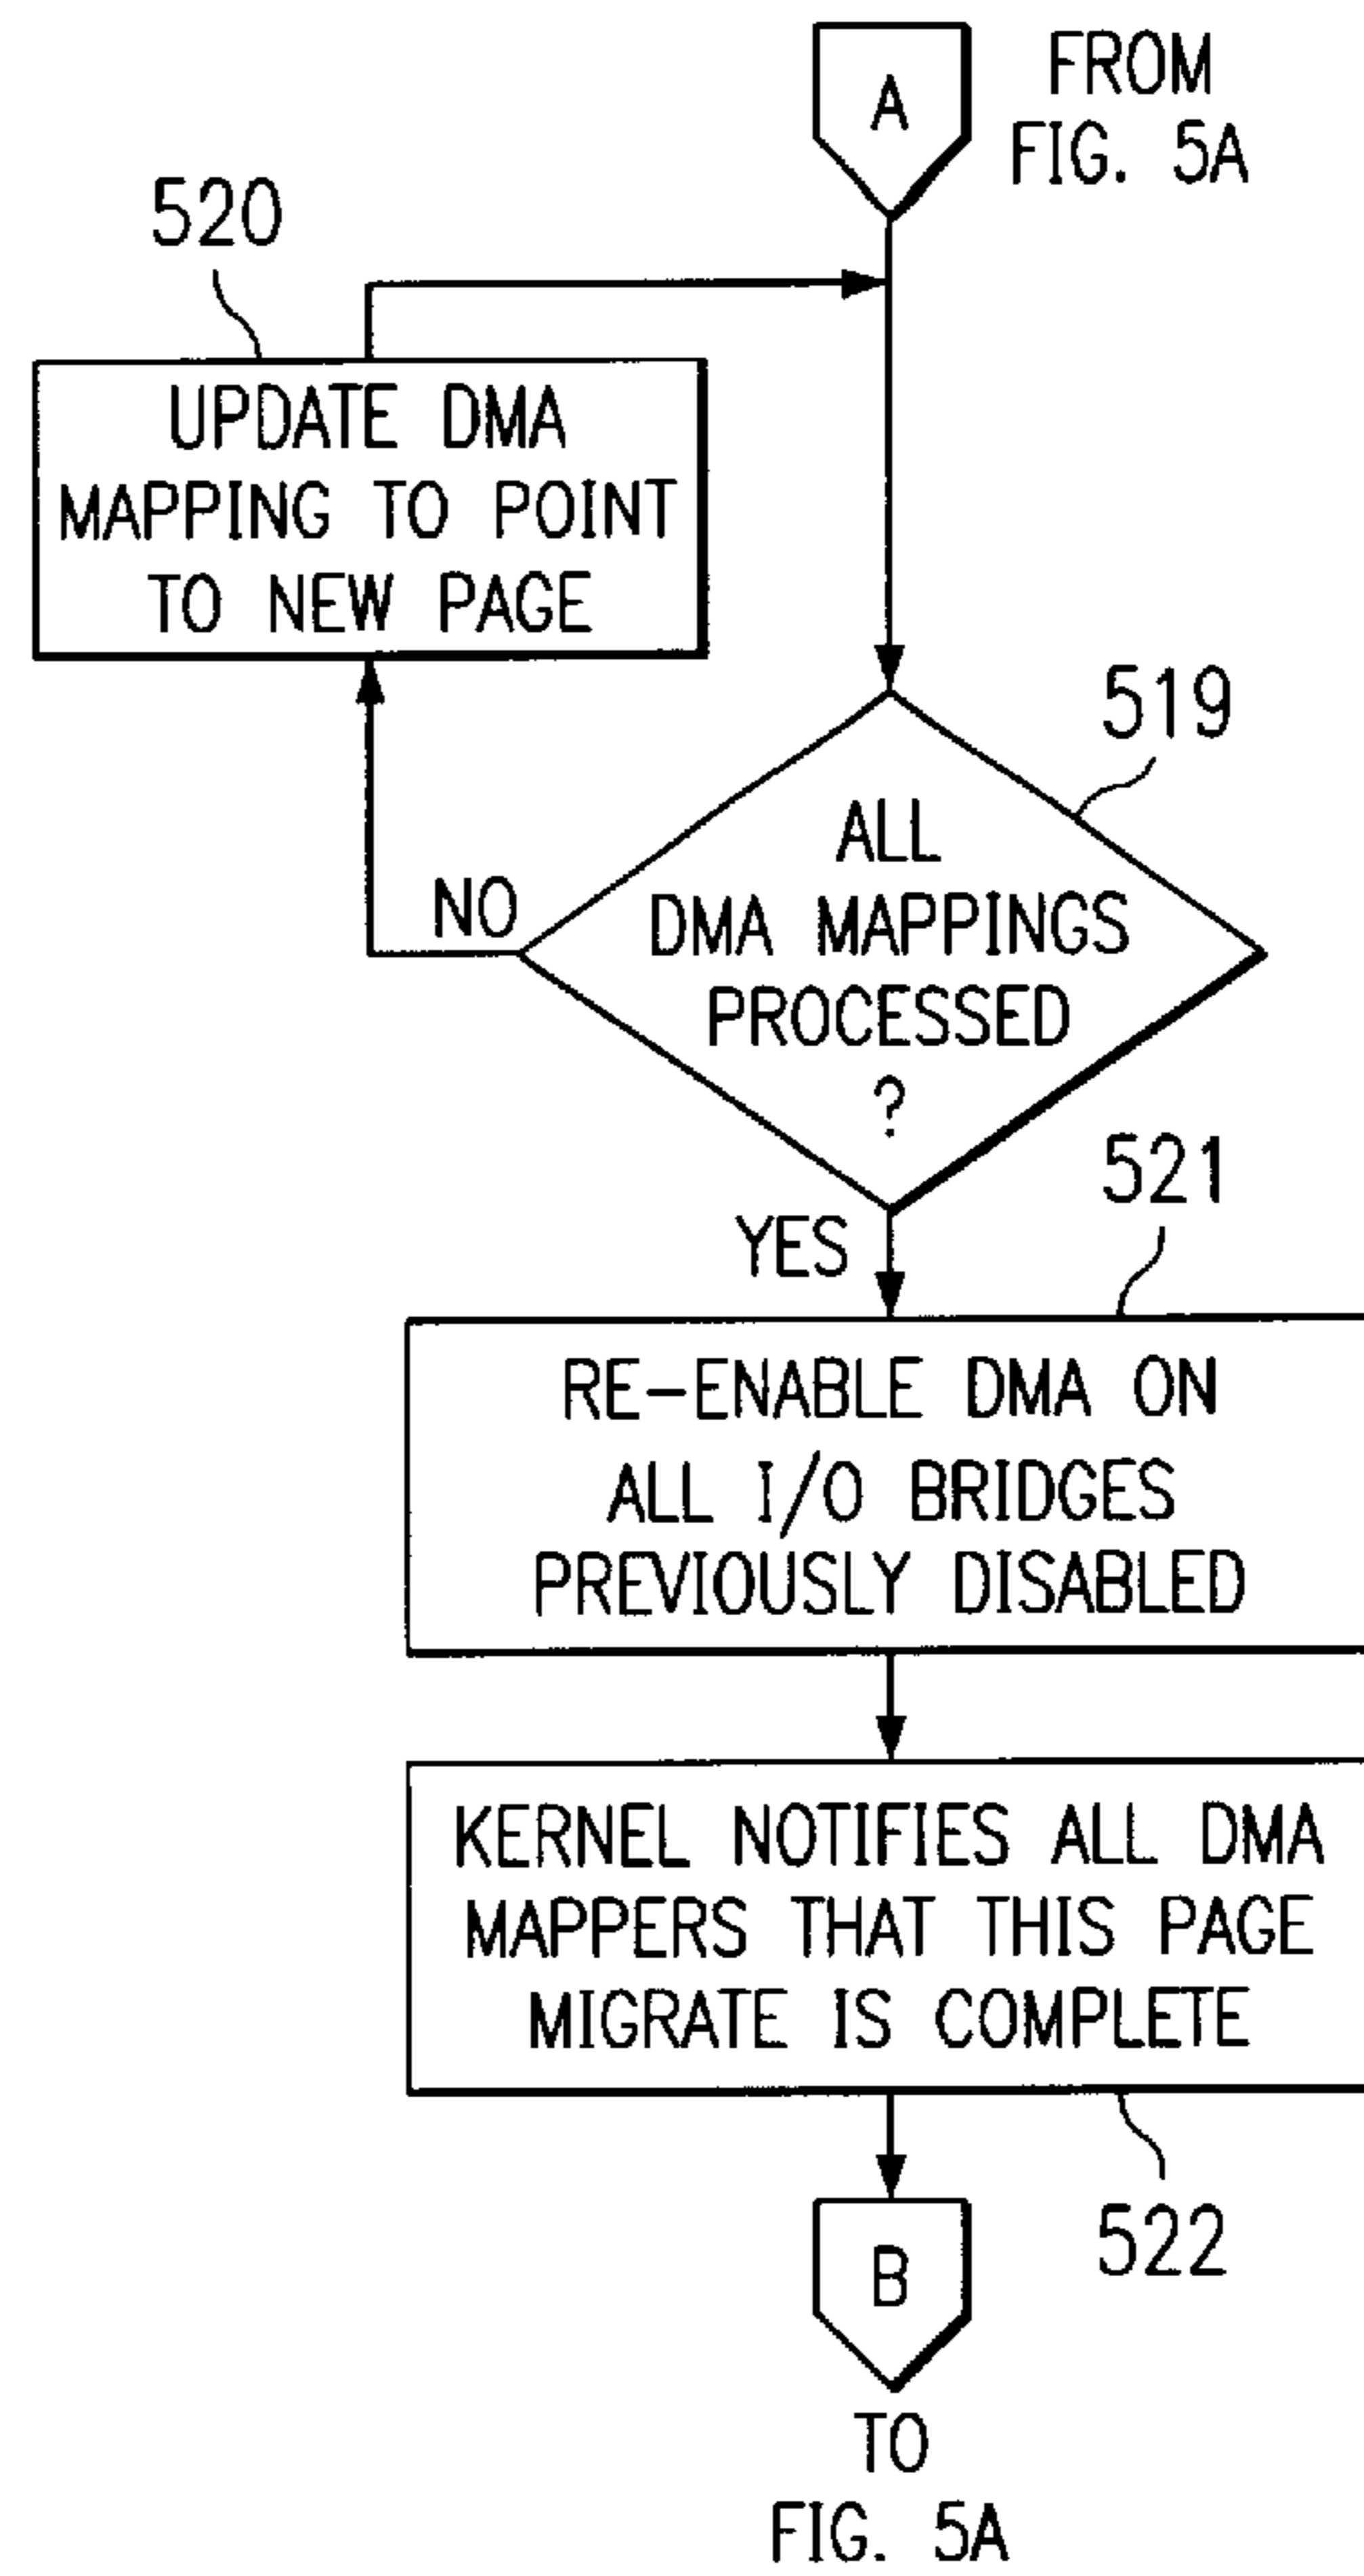 A
FROM
FIG. 5A
520
UPDATE DMA
MAPPING TO POINT
TO NEW PAGE
519
ALL
DMA MAPPINGS
PROCESSED
?
NO
YES
521
RE-ENABLE DMA ON
ALL I/O BRIDGES
PREVIOUSLY DISABLED
KERNEL NOTIFIES ALL DMA
MAPPERS THAT THIS PAGE
MIGRATE IS COMPLETE
522
B
TO
FIG. 5A